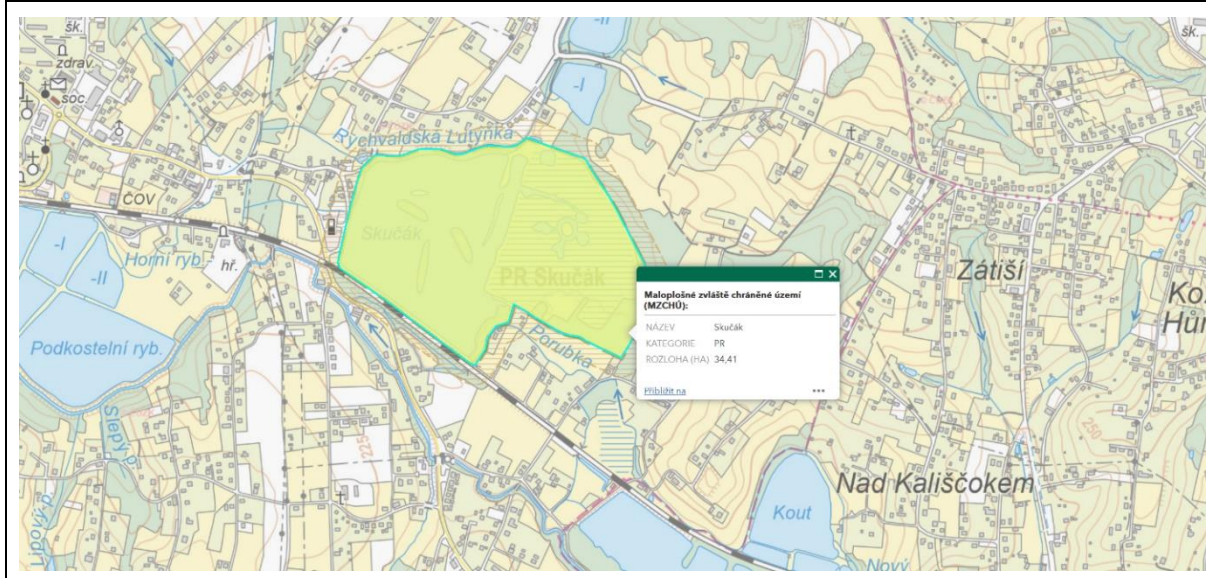 šk.
zdrav.
soc.
ČOV
Rychvaldská Lutyňka
-I
-I
-II
Horní ryb.
hř.
Podkostelní ryb.
Slepý p.
Lipový p.
225
Skučák
PR Skučák
Porubka
Maloplošné zvláště chráněné území
(MZCHÚ):
NÁZEV Skučák
KATEGORIE PR
ROZLOHA (HA) 34,41
Přiblížit na
šk.
Zátiší
Nad Kališčokem
250
Kout
Nový